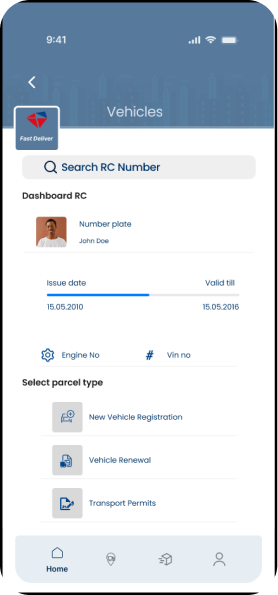 9:41
Vehicles
Fast Deliver
Search RC Number
Dashboard RC
Number plate
John Doe
Issue date
Valid till
15.05.2010
15.05.2016
Engine No
# Vin no
Select parcel type
New Vehicle Registration
Vehicle Renewal
Transport Permits
Home